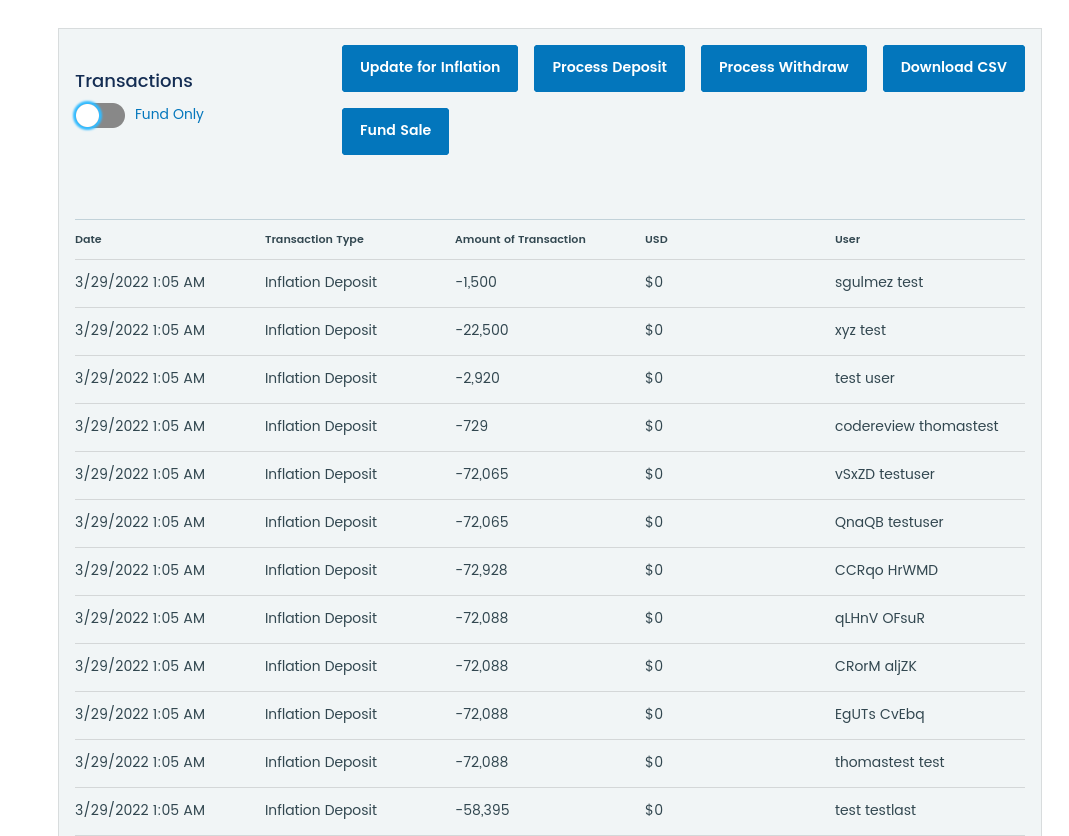 Transactions
Fund Only
Update for Inflation
Process Deposit
Process Withdraw
Download CSV
Fund Sale
Date Transaction Type Amount of Transaction USD User
3/29/2022 1:05 AM Inflation Deposit -1,500 $0 sgulmez test
3/29/2022 1:05 AM Inflation Deposit -22,500 $0 xyz test
3/29/2022 1:05 AM Inflation Deposit -2,920 $0 test user
3/29/2022 1:05 AM Inflation Deposit -729 $0 codereview thomastest
3/29/2022 1:05 AM Inflation Deposit -72,065 $0 vSxZD testuser
3/29/2022 1:05 AM Inflation Deposit -72,065 $0 QnaQB testuser
3/29/2022 1:05 AM Inflation Deposit -72,928 $0 CCRqo HrWMD
3/29/2022 1:05 AM Inflation Deposit -72,088 $0 qLHnV OFsuR
3/29/2022 1:05 AM Inflation Deposit -72,088 $0 CRorM aljZK
3/29/2022 1:05 AM Inflation Deposit -72,088 $0 EgUTs CvEbq
3/29/2022 1:05 AM Inflation Deposit -72,088 $0 thomastest test
3/29/2022 1:05 AM Inflation Deposit -58,395 $0 test testlast